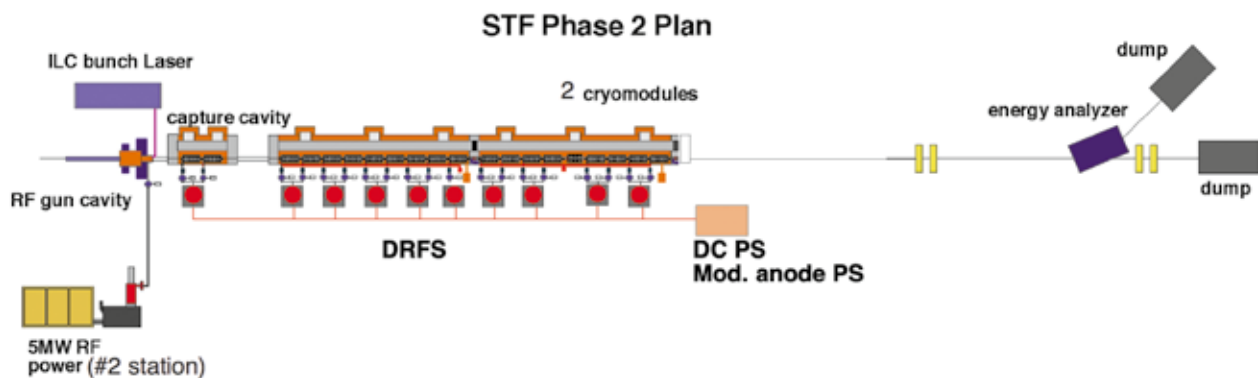 STF Phase 2 Plan
ILC bunch Laser
capture cavity
2 cryomodules
dump
energy analyzer
RF gun cavity
dump
DRFS
DC PS
Mod. anode PS
5MW RF
power (#2 station)